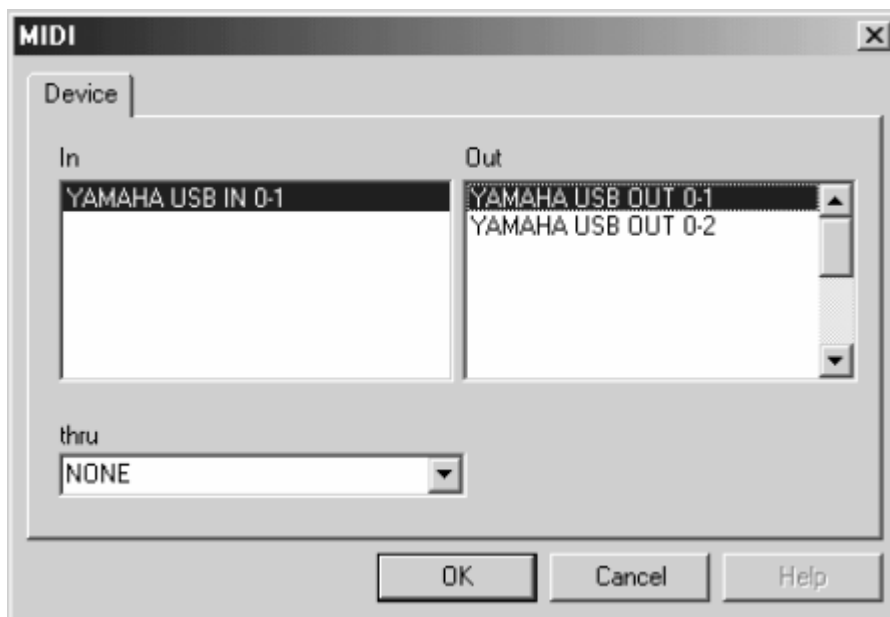 MIDI
Device
In
Out
YAMAHA USB IN 0-1
YAMAHA USB OUT 0-1
YAMAHA USB OUT 0-2
thru
NONE
OK
Cancel
Help